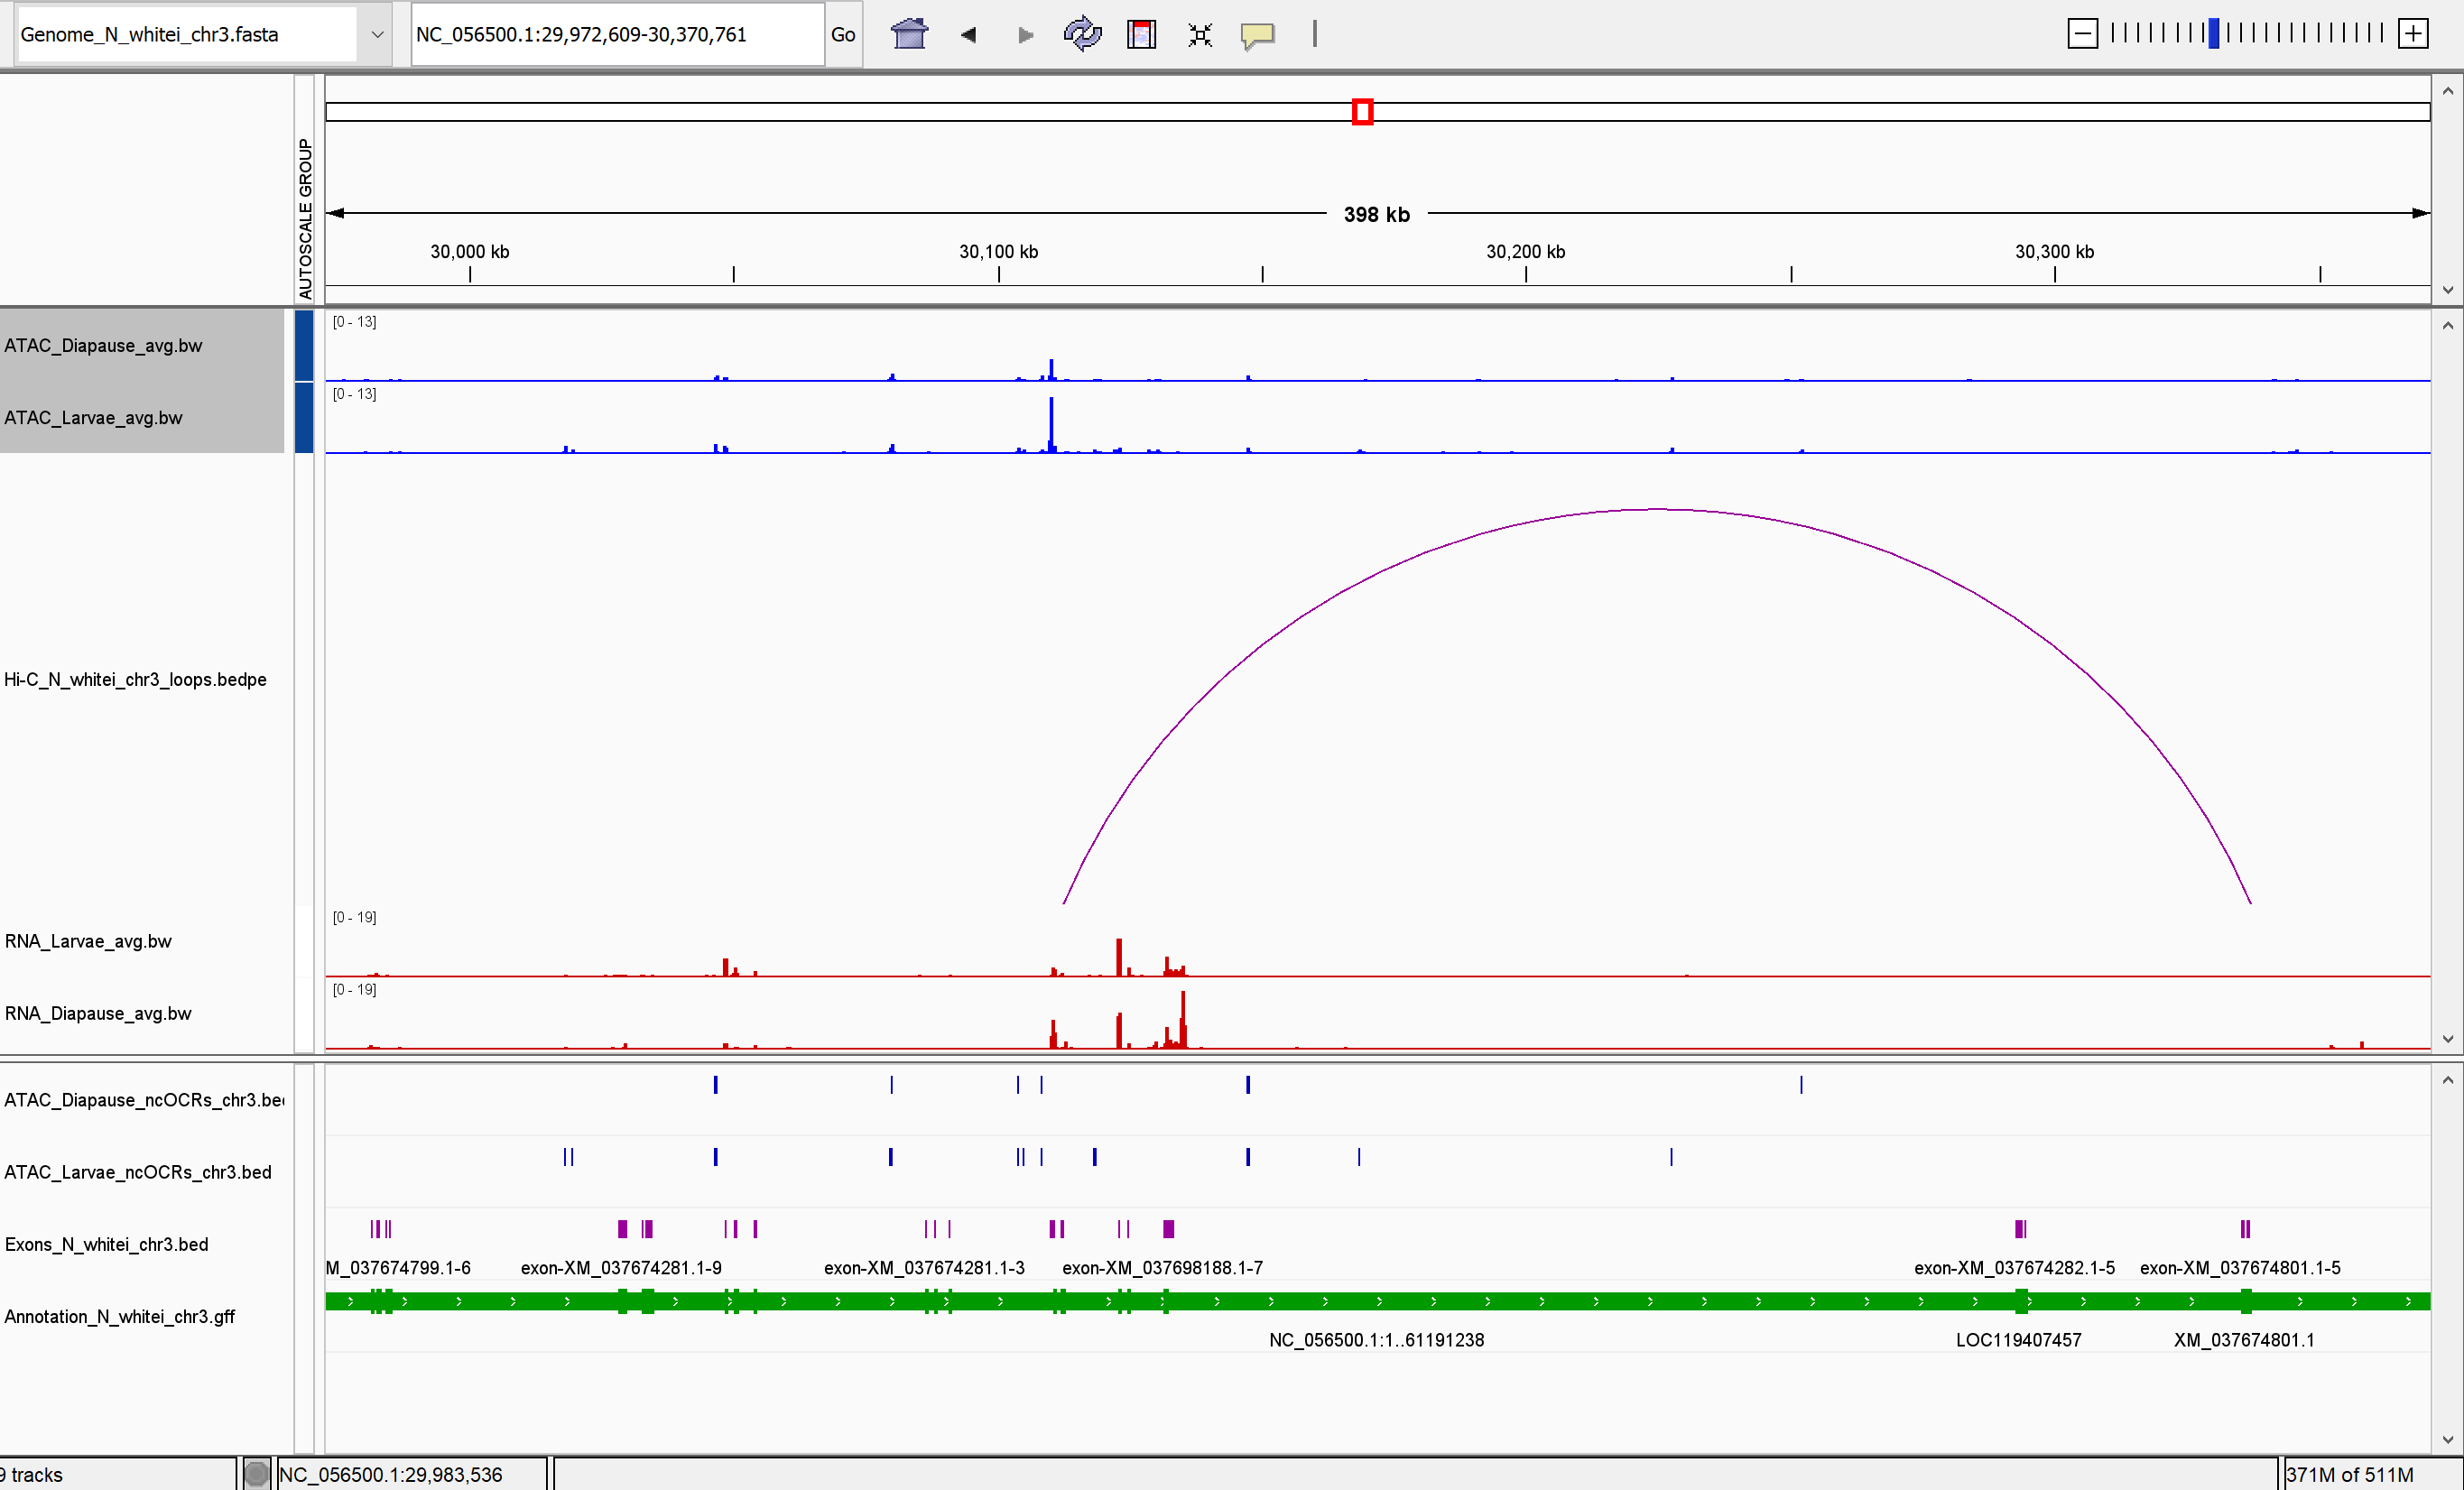 Genome_N_whitei_chr3.fasta
NC_056500.1:29,972,609-30,370,761
Go
AUTOSCALE GROUP
398 kb
30,000 kb 30,100 kb 30,200 kb 30,300 kb
[0 - 13]
ATAC_Diapause_avg.bw
[0 - 13]
ATAC_Larvae_avg.bw
Hi-C_N_whitei_chr3_loops.bedpe
[0 - 19]
RNA_Larvae_avg.bw
[0 - 19]
RNA_Diapause_avg.bw
ATAC_Diapause_ncOCRs_chr3.be
ATAC_Larvae_ncOCRs_chr3.bed
Exons_N_whitei_chr3.bed
M_037674799.1-6 exon-XM_037674281.1-9 exon-XM_037674281.1-3 exon-XM_037698188.1-7 exon-XM_037674282.1-5 exon-XM_037674801.1-5
Annotation_N_whitei_chr3.gff
NC_056500.1:1..61191238 LOC119407457 XM_037674801.1
9 tracks
NC_056500.1:29,983,536
371M of 511M